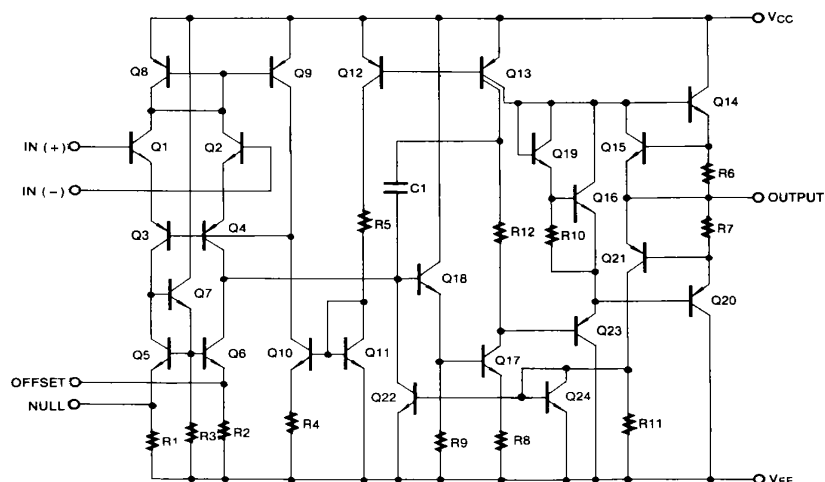 VCC
Q8
Q9
Q12
Q13
Q14
IN (+)
Q1
Q2
Q19
Q15
R6
IN (-)
C1
Q16
OUTPUT
Q3
Q4
R5
R12
R10
R7
Q21
Q7
Q18
Q20
Q5
Q6
Q10
Q11
Q17
Q23
OFFSET
NULL
Q22
Q24
R1
R3
R2
R4
R9
R8
R11
VEE